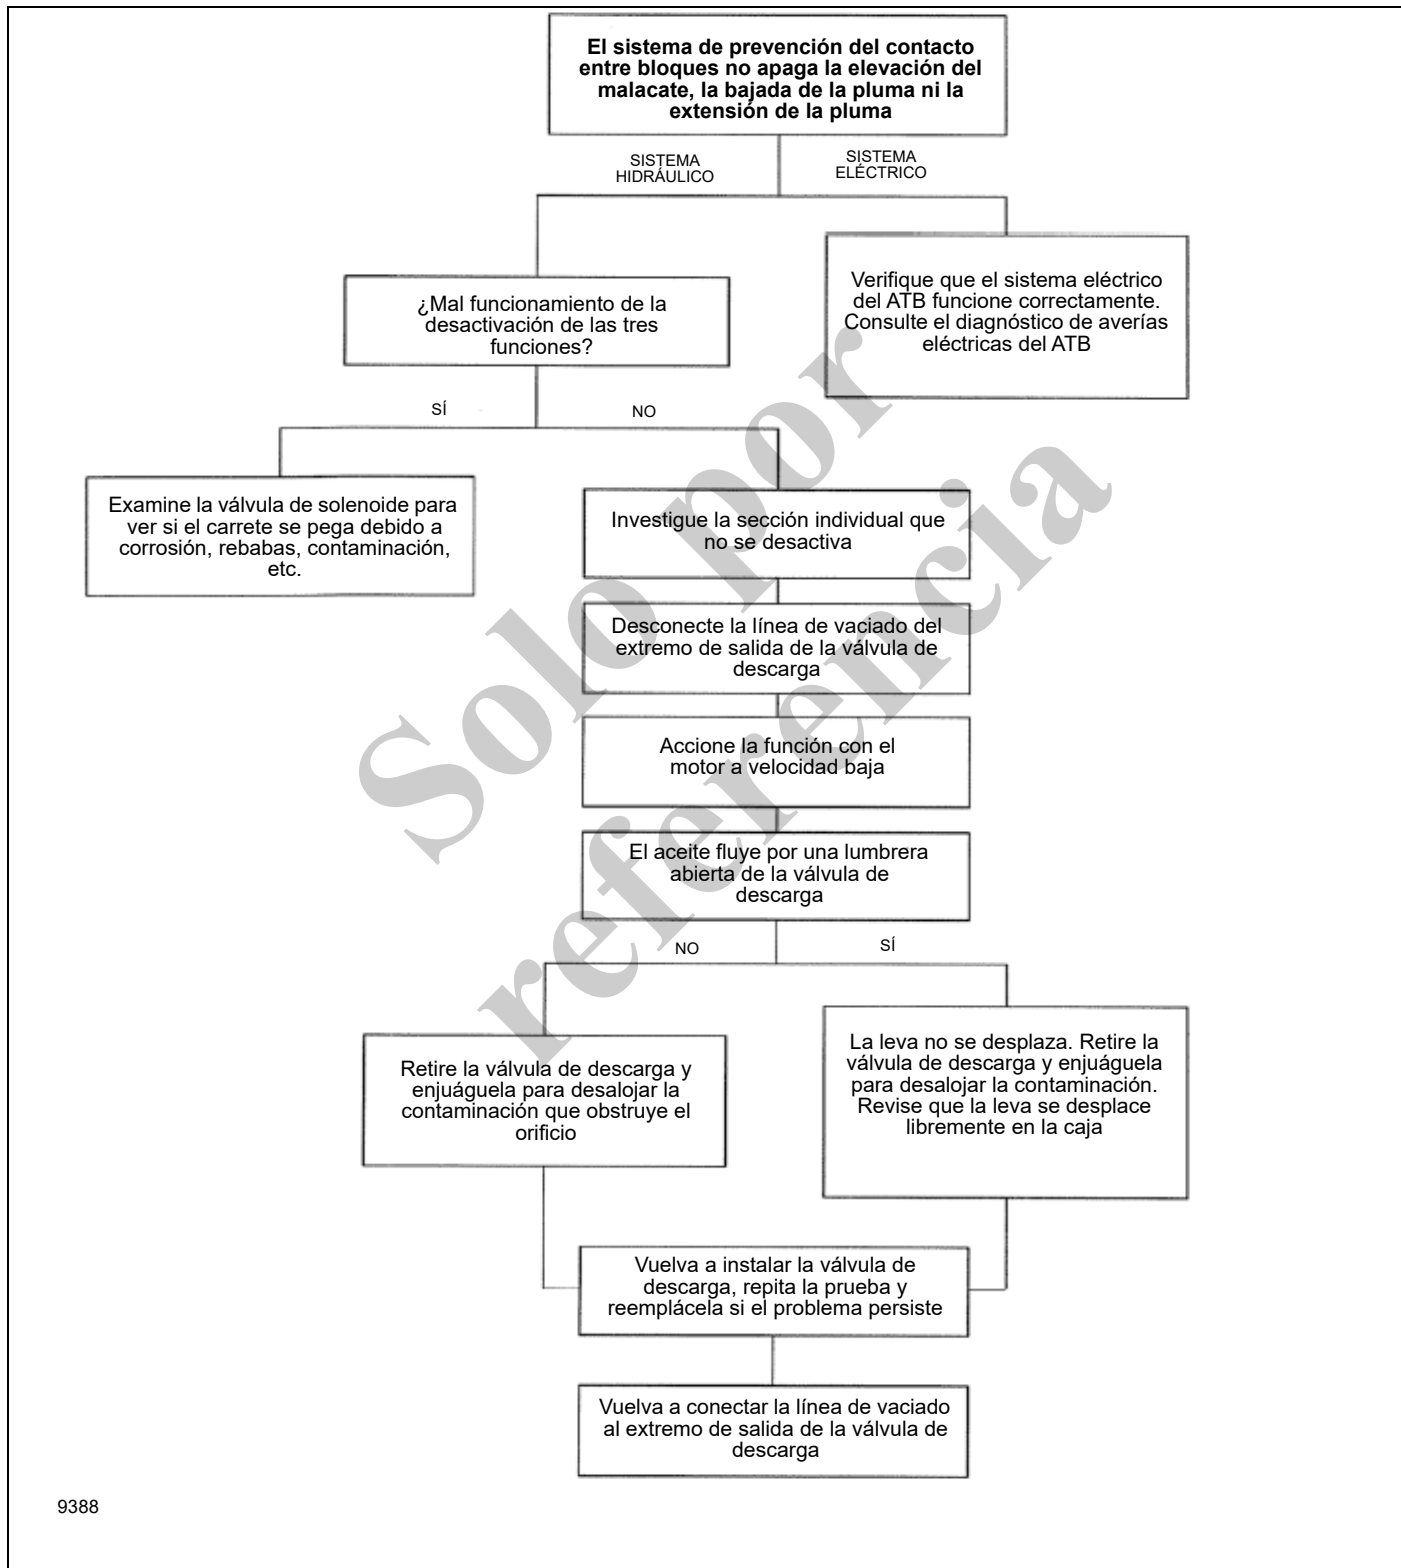 El sistema de prevención del contacto
entre bloques no apaga la elevación del
malacate, la bajada de la pluma ni la
extensión de la pluma
SISTEMA
HIDRÁULICO
SISTEMA
ELÉCTRICO
¿Mal funcionamiento de la
desactivación de las tres
funciones?
Verifique que el sistema eléctrico
del ATB funcione correctamente.
Consulte el diagnóstico de averías
eléctricas del ATB
SÍ
NO
Examine la válvula de solenoide para
ver si el carrete se pega debido a
corrosión, rebabas, contaminación,
etc.
Investigue la sección individual que
no se desactiva
Desconecte la línea de vaciado del
extremo de salida de la válvula de
descarga
Accione la función con el
motor a velocidad baja
El aceite fluye por una lumbrera
abierta de la válvula de
descarga
NO
SÍ
Retire la válvula de descarga y
enjuáguela para desalojar la
contaminación que obstruye el
orificio
La leva no se desplaza. Retire la
válvula de descarga y enjuáguela
para desalojar la contaminación.
Revise que la leva se desplace
libremente en la caja
Vuelva a instalar la válvula de
descarga, repita la prueba y
reemplácela si el problema persiste
Vuelva a conectar la línea de vaciado
al extremo de salida de la válvula de
descarga
9388
Solo por
referencia